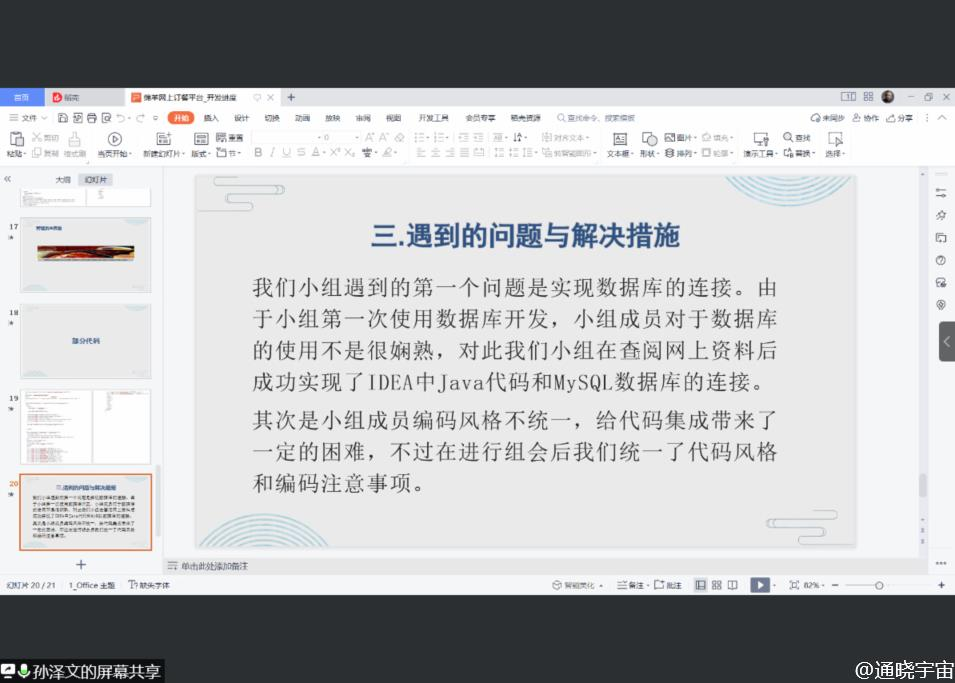 首页
稻壳
绵羊网上订餐平台_开发进度
文件
开始
插入
设计
切换
动画
放映
审阅
视图
开发工具
会员专享
稻壳资源
查找命令、搜索模板
未同步
协作
分享
粘贴
剪切
复制
格式刷
当页开始
新建幻灯片
版式
重置
节
B I U S A X² X₂
对齐文本
转智能图形
文本框
形状
图片
排列
填充
轮廓
演示工具
查找
替换
选择
大纲
幻灯片
17
18
部分代码
19
20
三.遇到的问题与解决措施
我们小组遇到的第一个问题是实现数据库的连接。由
于小组第一次使用数据库开发，小组成员对于数据库
的使用不是很娴熟，对此我们小组在查阅网上资料后
成功实现了IDEA中Java代码和MySQL数据库的连接。
其次是小组成员编码风格不统一，给代码集成带来了
一定的困难，不过在进行组会后我们统一了代码风格
和编码注意事项。
单击此处添加备注
幻灯片 20 / 21
1_Office 主题
缺失字体
智能美化
备注
批注
82%
孙泽文的屏幕共享
@通晓宇宙